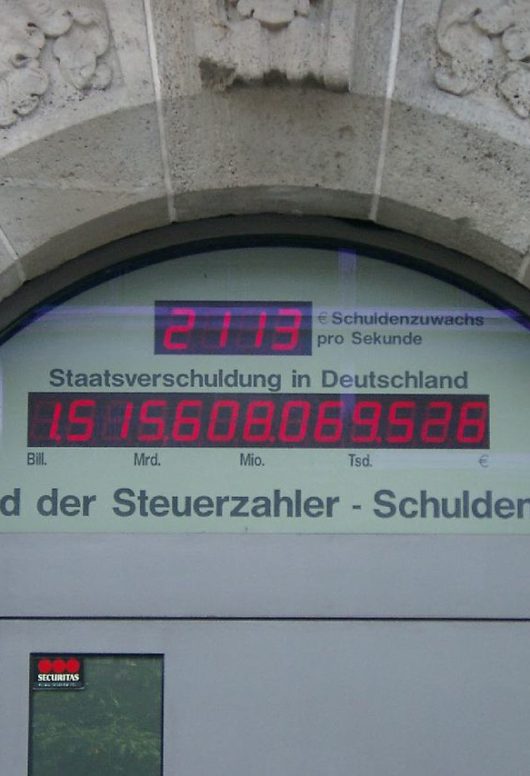 2113 € Schuldenzuwachs
pro Sekunde
Staatsverschuldung in Deutschland
1.515.608.069.528
Bill. Mrd. Mio. Tsd. €
d der Steuerzahler - Schulden
SECURITAS